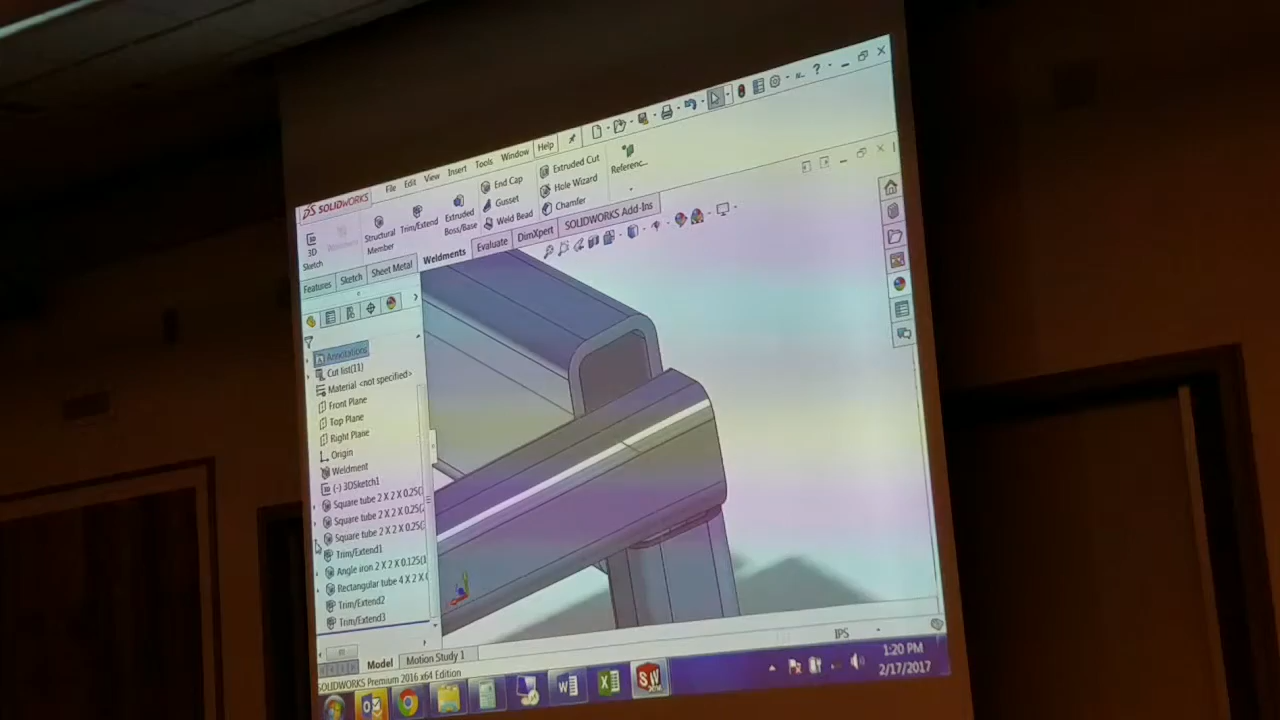 SOLIDWORKS File Edit View Insert Tools Window Help
3D Sketch
Weldment
Structural Member
Trim/Extend
Extruded Boss/Base
End Cap
Gusset
Weld Bead
Extruded Cut
Hole Wizard
Chamfer
Referenc...
Features Sketch Sheet Metal Weldments Evaluate DimXpert SOLIDWORKS Add-Ins
Annotations
Cut list(11)
Material <not specified>
Front Plane
Top Plane
Right Plane
Origin
Weldment
(-) 3DSketch1
Square tube 2 X 2 X 0.25(
Square tube 2 X 2 X 0.25(
Square tube 2 X 2 X 0.25(
Trim/Extend1
Angle iron 2 X 2 X 0.125(1
Rectangular tube 4 X 2 X
Trim/Extend2
Trim/Extend3
Model Motion Study 1
SOLIDWORKS Premium 2016 x64 Edition
IPS
1:20 PM
2/17/2017